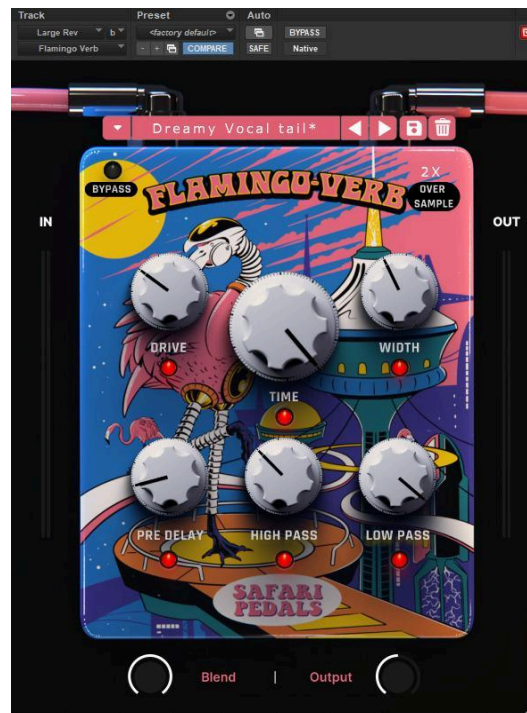 Track Preset Auto
Large Rev b <factory default> BYPASS
Flamingo Verb - + COMPARE SAFE Native
Dreamy Vocal tail*
BYPASS
FLAMINGO-VERB
2X
OVER
SAMPLE
IN OUT
DRIVE WIDTH
TIME
PRE DELAY HIGH PASS LOW PASS
SAFARI
PEDALS
Blend | Output